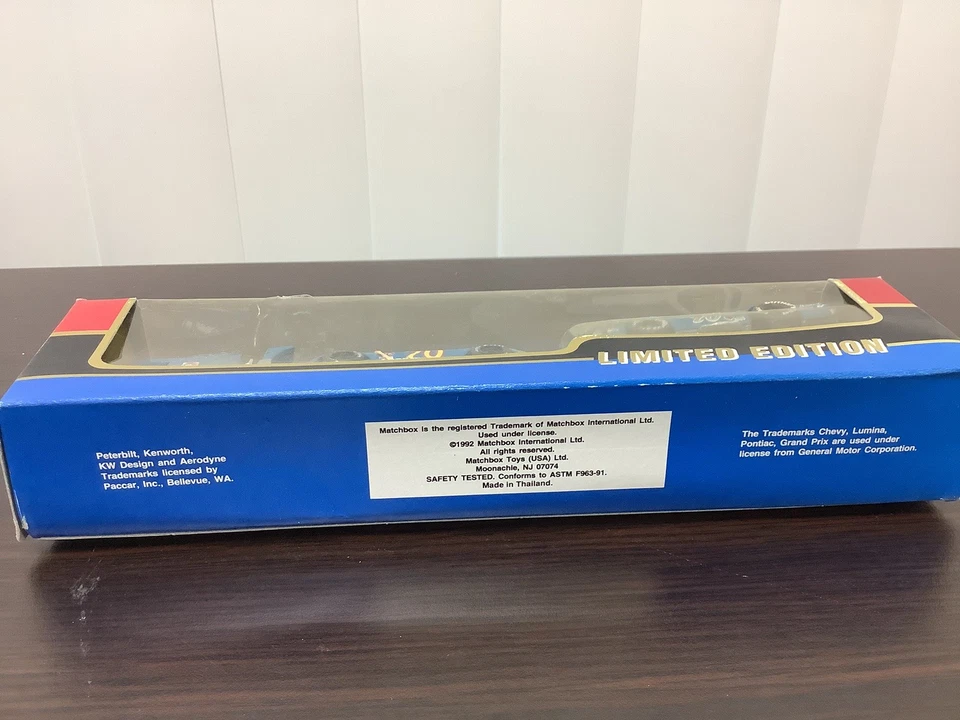 LIMITED EDITION
Peterbilt, Kenworth,
KW Design and Aerodyne
Trademarks licensed by
Paccar, Inc., Bellevue, WA.
Matchbox is the registered Trademark of Matchbox International Ltd.
Used under license.
©1992 Matchbox International Ltd.
All rights reserved.
Matchbox Toys (USA) Ltd.
Moonachie, NJ 07074
SAFETY TESTED. Conforms to ASTM F963-91.
Made in Thailand.
The Trademarks Chevy, Lumina,
Pontiac, Grand Prix are used under
license from General Motor Corporation.